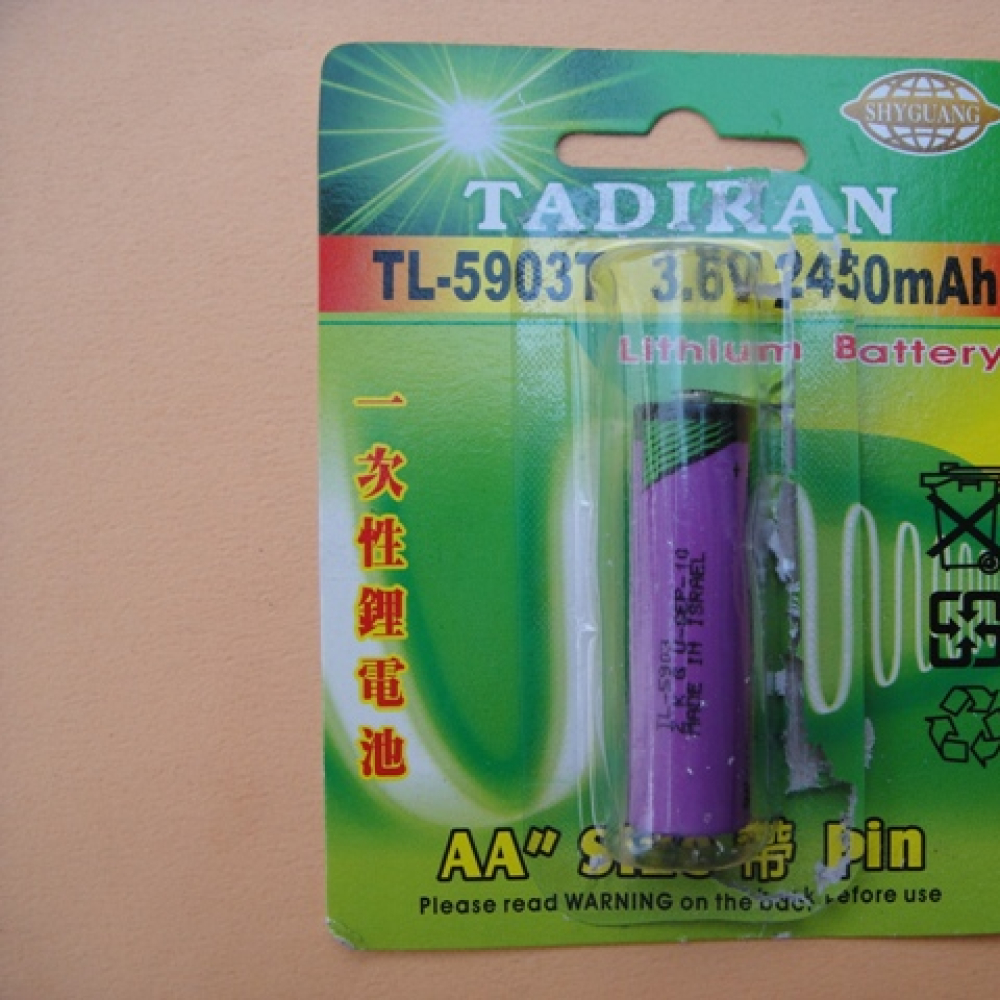 SHYGUANG
TADIRAN
TL-5903T 3.6V 2450mAh
Lithium Battery
一次性鋰電池
TL-5903
MADE IN ISRAEL
AA" Size 帶 pin
Please read WARNING on the back before use